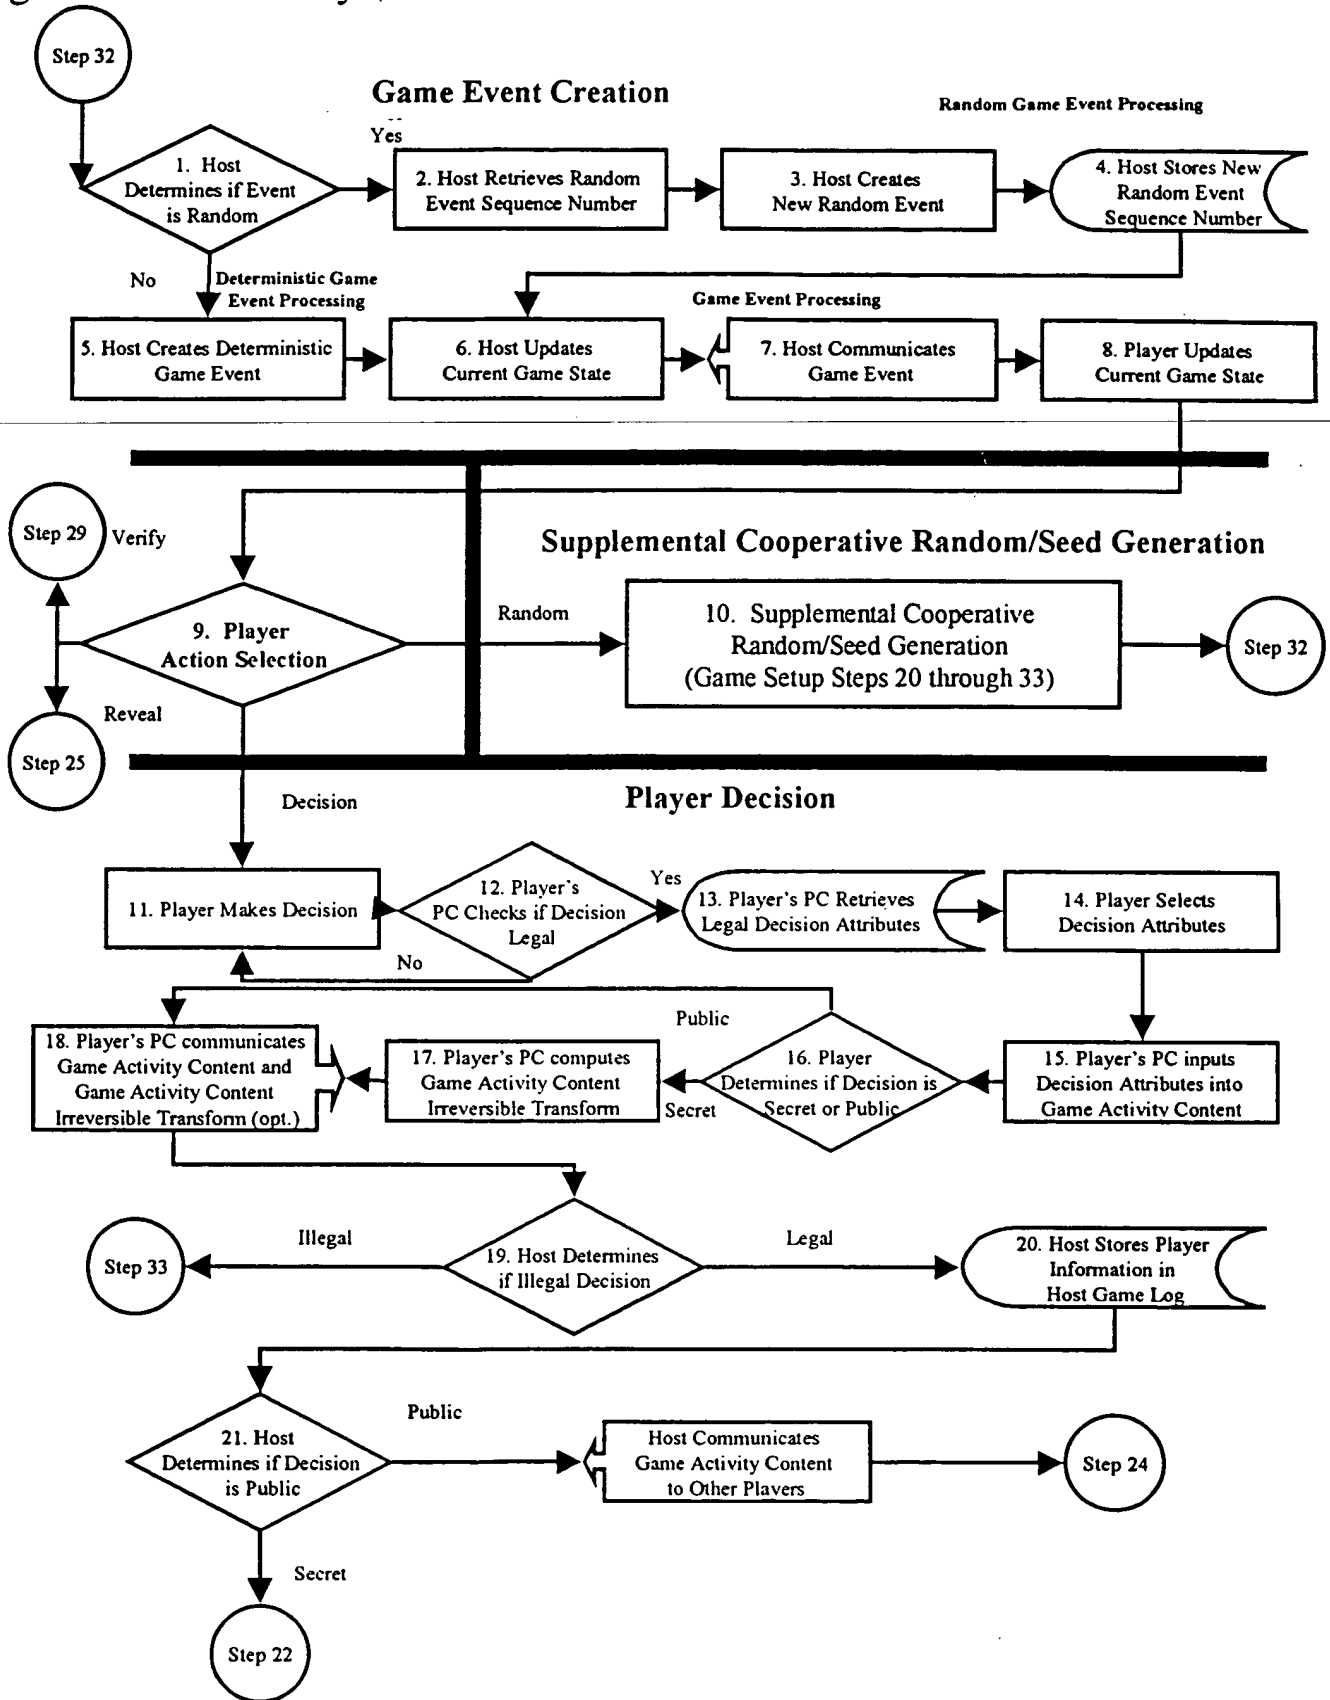 Step 32
Game Event Creation
Random Game Event Processing
Yes
1. Host
Determines if Event
is Random
2. Host Retrieves Random
Event Sequence Number
3. Host Creates
New Random Event
4. Host Stores New
Random Event
Sequence Number
No
Deterministic Game
Event Processing
Game Event Processing
5. Host Creates Deterministic
Game Event
6. Host Updates
Current Game State
7. Host Communicates
Game Event
8. Player Updates
Current Game State
Step 29
Verify
Supplemental Cooperative Random/Seed Generation
9. Player
Action Selection
Random
10. Supplemental Cooperative
Random/Seed Generation
(Game Setup Steps 20 through 33)
Step 32
Reveal
Step 25
Decision
Player Decision
11. Player Makes Decision
12. Player's
PC Checks if Decision
Legal
Yes
13. Player's PC Retrieves
Legal Decision Attributes
14. Player Selects
Decision Attributes
No
Public
18. Player's PC communicates
Game Activity Content and
Game Activity Content
Irreversible Transform (opt.)
17. Player's PC computes
Game Activity Content
Irreversible Transform
Secret
16. Player
Determines if Decision is
Secret or Public
15. Player's PC inputs
Decision Attributes into
Game Activity Content
Step 33
Illegal
19. Host Determines
if Illegal Decision
Legal
20. Host Stores Player
Information in
Host Game Log
21. Host
Determines if Decision
is Public
Public
Host Communicates
Game Activity Content
to Other Players
Step 24
Secret
Step 22